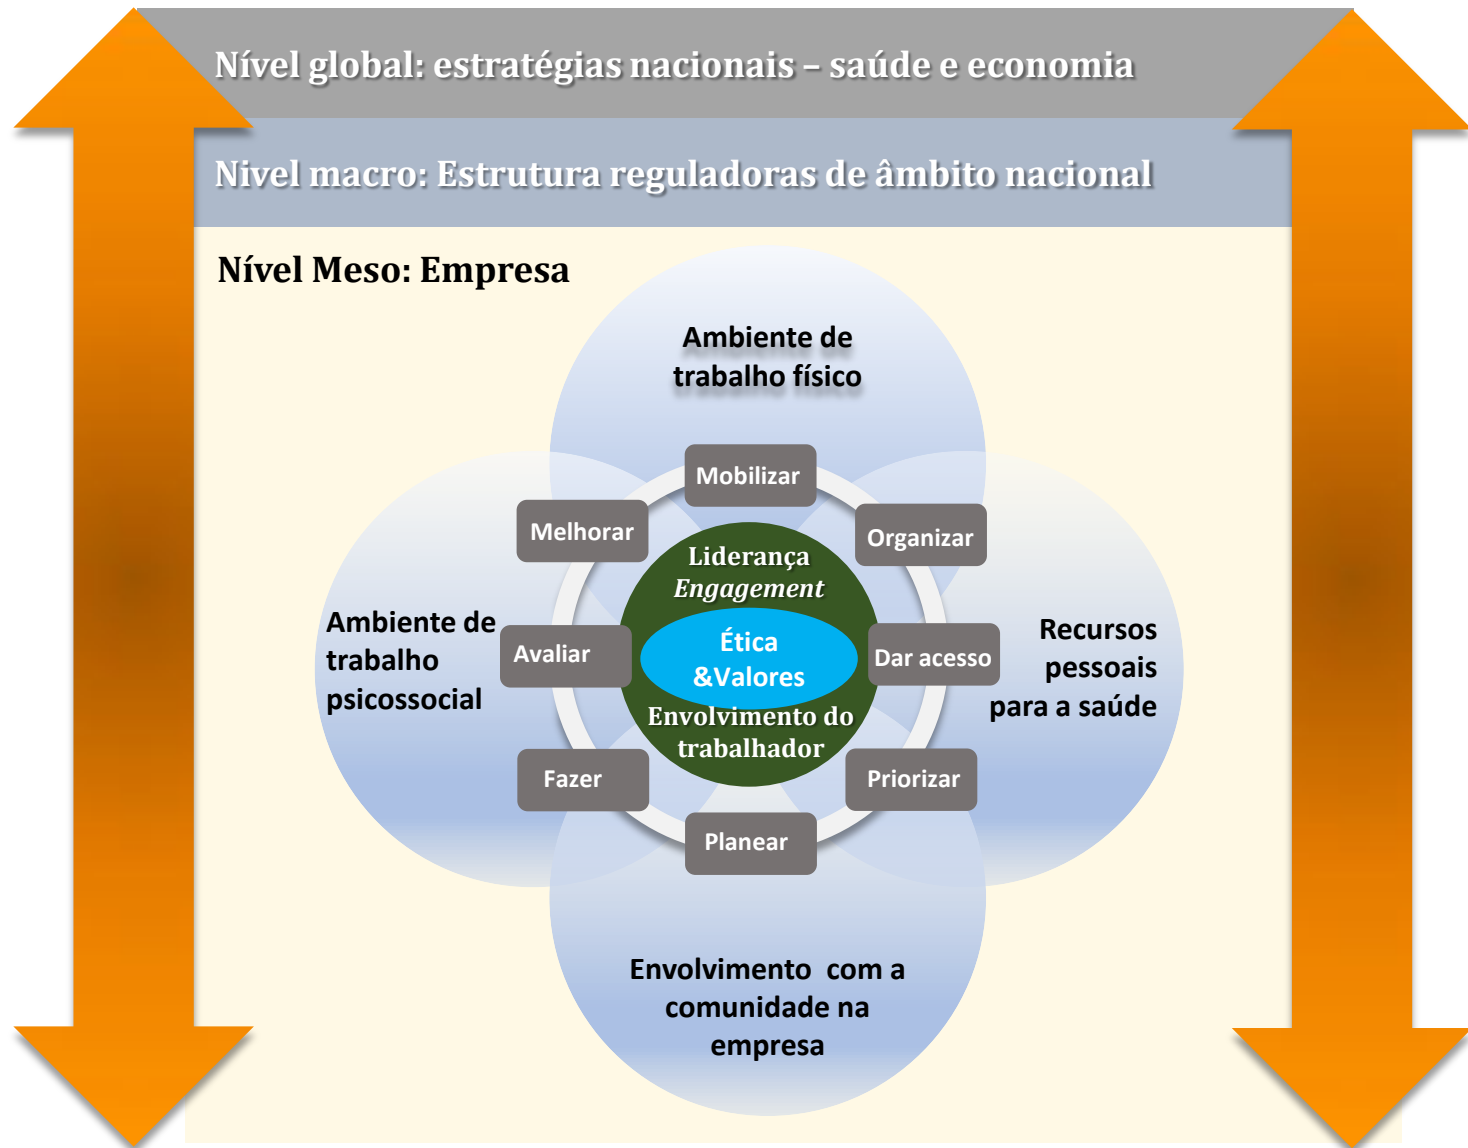 Nível global: estratégias nacionais – saúde e economia
Nivel macro: Estrutura reguladoras de âmbito nacional
Nível Meso: Empresa
Ambiente de
trabalho físico
Mobilizar
Melhorar
Organizar
Liderança
Engagement
Ambiente de
trabalho
psicossocial
Avaliar
Ética
&Valores
Dar acesso
Recursos
pessoais
para a saúde
Envolvimento do
trabalhador
Fazer
Priorizar
Planear
Envolvimento com a
comunidade na
empresa